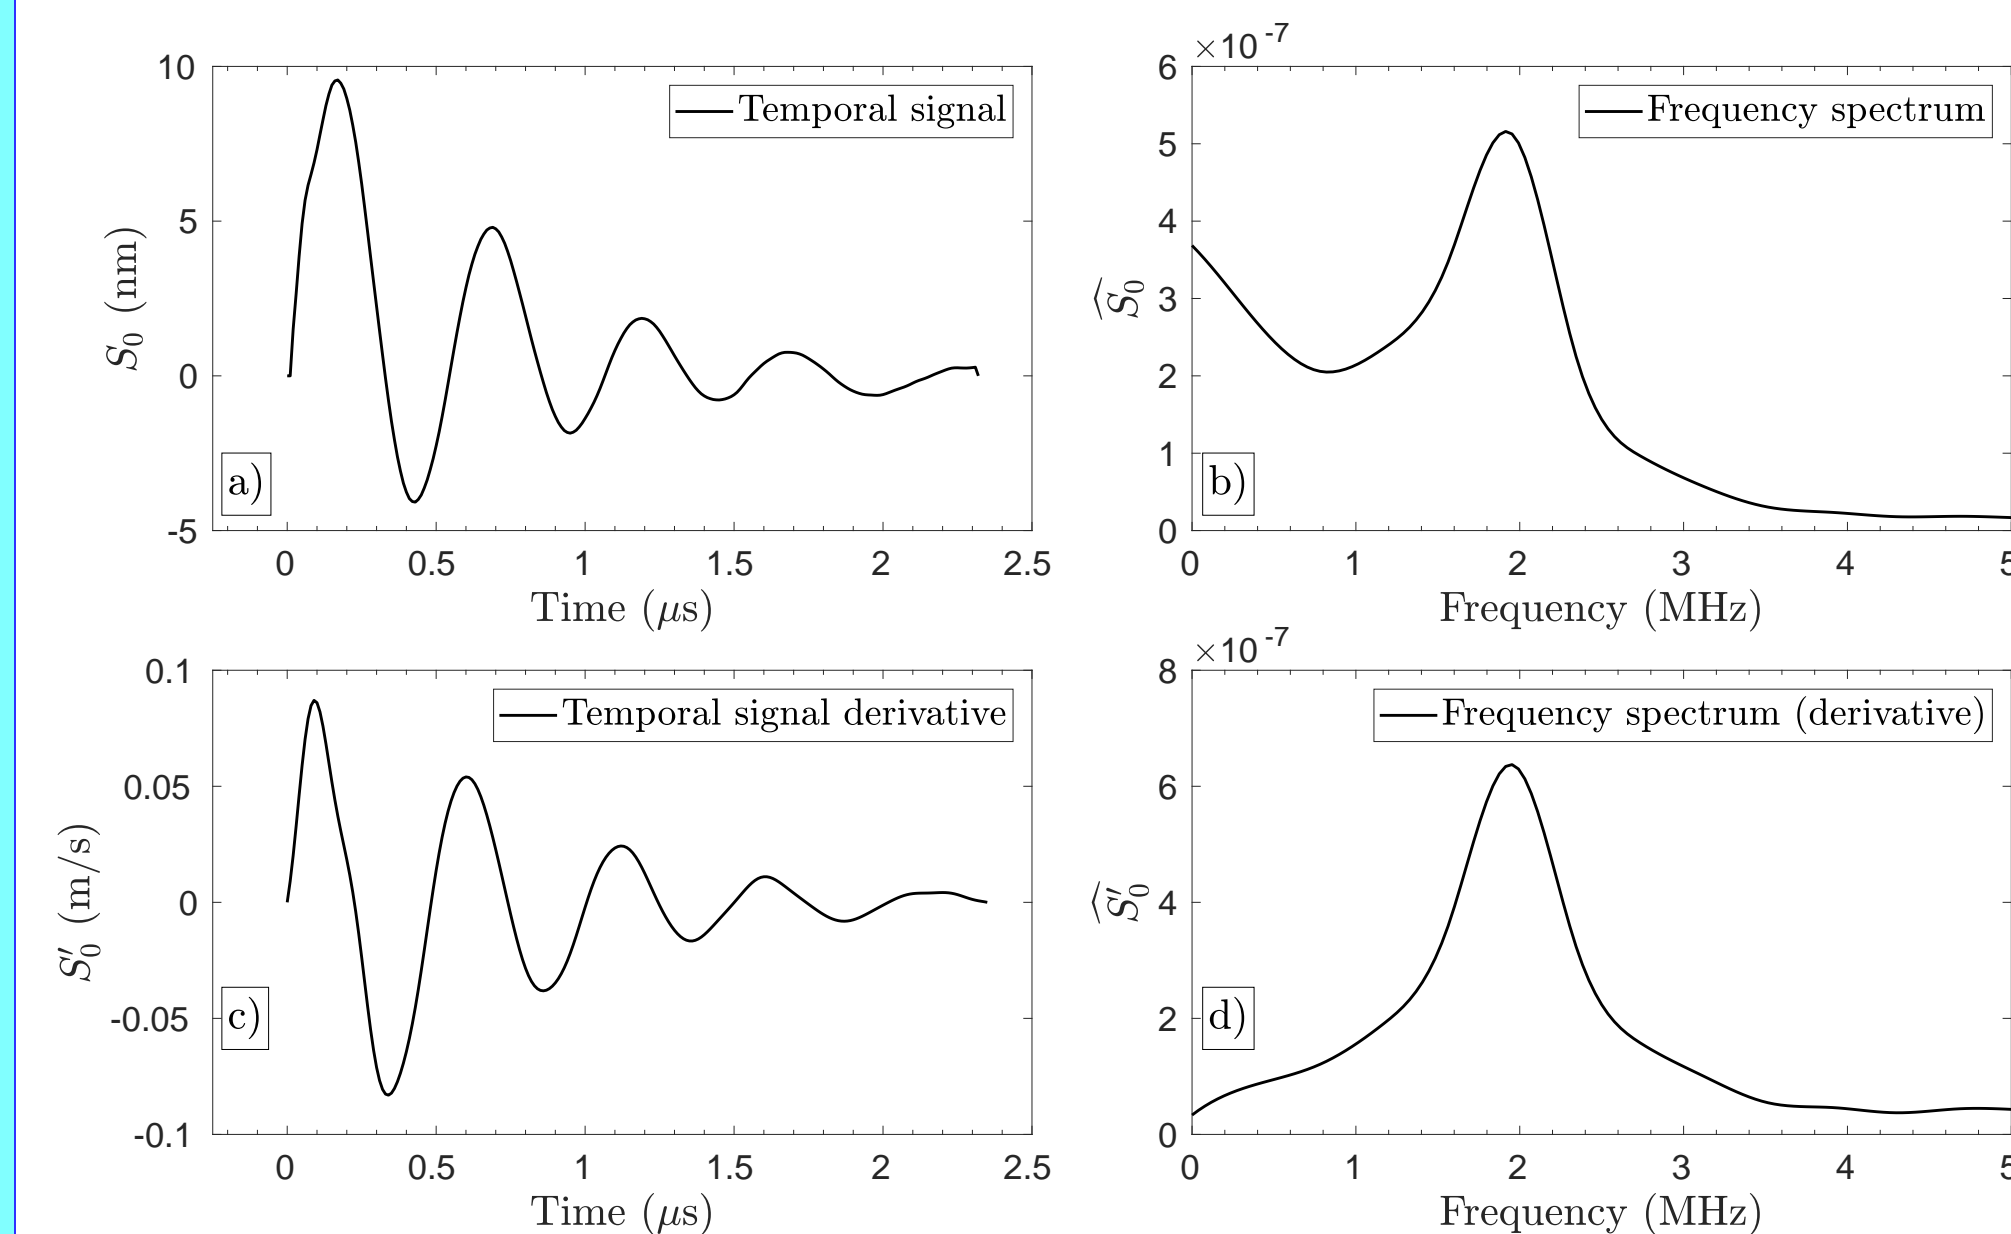 10
5
0
-5
S₀ (nm)
Temporal signal
a)
0 0.5 1 1.5 2 2.5
Time (μs)
×10⁻⁷
6
5
4
3
2
1
0
Ŝ₀
Frequency spectrum
b)
0 1 2 3 4 5
Frequency (MHz)
0.1
0.05
0
-0.05
-0.1
S′₀ (m/s)
Temporal signal derivative
c)
0 0.5 1 1.5 2 2.5
Time (μs)
×10⁻⁷
8
6
4
2
0
Ŝ′₀
Frequency spectrum (derivative)
d)
0 1 2 3 4 5
Frequency (MHz)